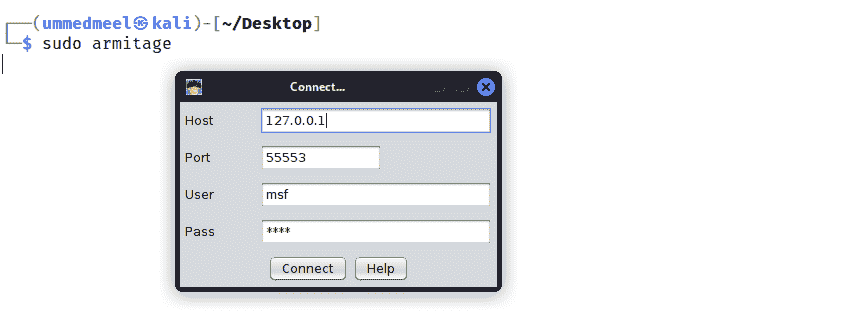 (ummedmeel㉿kali)-[~/Desktop]
$ sudo armitage
Connect...
Host 127.0.0.1
Port 55553
User msf
Pass ****
Connect Help